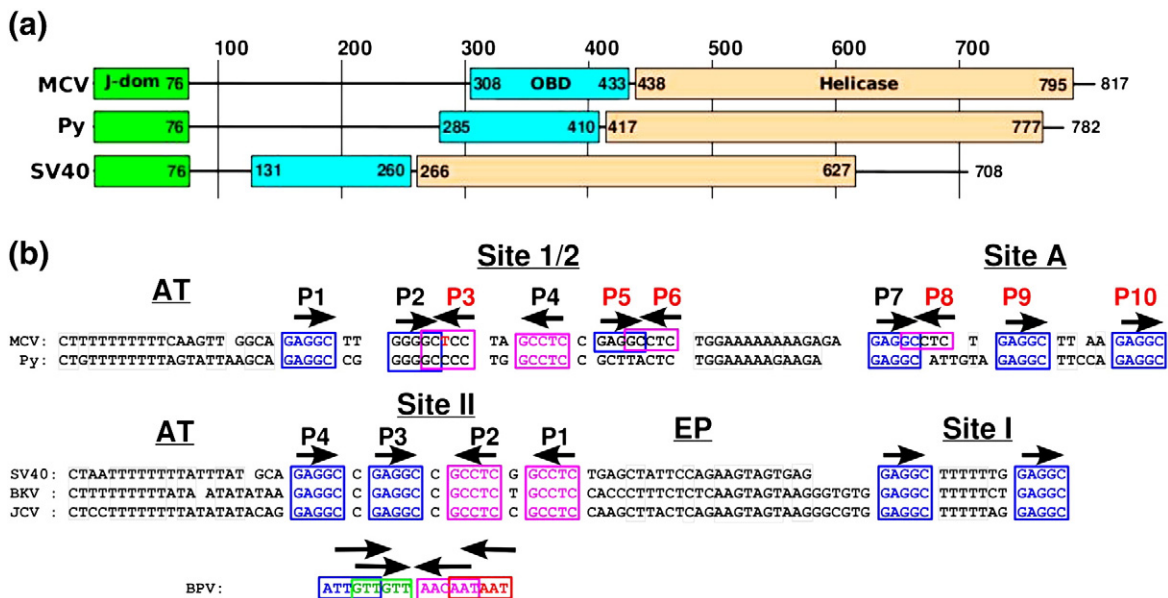 (a)
100 200 300 400 500 600 700
MCV J-dom 76 308 OBD 433 438 Helicase 795 817
Py 76 285 410 417 777 782
SV40 76 131 260 266 627 708
(b)
Site 1/2 Site A
AT P1 P2 P3 P4 P5 P6 P7 P8 P9 P10
MCV: CTTTTTTTTTTCAAGTT GGCA GAGGC TT GGGGCTCC TA GCCTC C GAGGCCTC TGGAAAAAAAAGAGA GAGGCCTC T GAGGC TT AA GAGGC
Py: CTGTTTTTTTTAGTATTAAGCA GAGGC CG GGGGCCCC TG GCCTC C GCTTACTC TGGAGAAAAAGAAGA GAGGC ATTGTA GAGGC TTCCA GAGGC
Site II
AT P4 P3 P2 P1 EP Site I
SV40: CTAATTTTTTTTATTTAT GCA GAGGC C GAGGC C GCCTC G GCCTC TGAGCTATTCCAGAAGTAGTGAG GAGGC TTTTTTG GAGGC
BKV : CTTTTTTTTTTATA ATATATAA GAGGC C GAGGC C GCCTC T GCCTC CACCCTTTCTCTCAAGTAGTAAGGGTGTG GAGGC TTTTTCT GAGGC
JCV : CTCCTTTTTTTTATATATACAG GAGGC C GAGGC C GCCTC C GCCTC CAAGCTTACTCAGAAGTAGTAAGGGCGTG GAGGC TTTTTAG GAGGC
BPV: ATTGTTGTT AACAATAAT